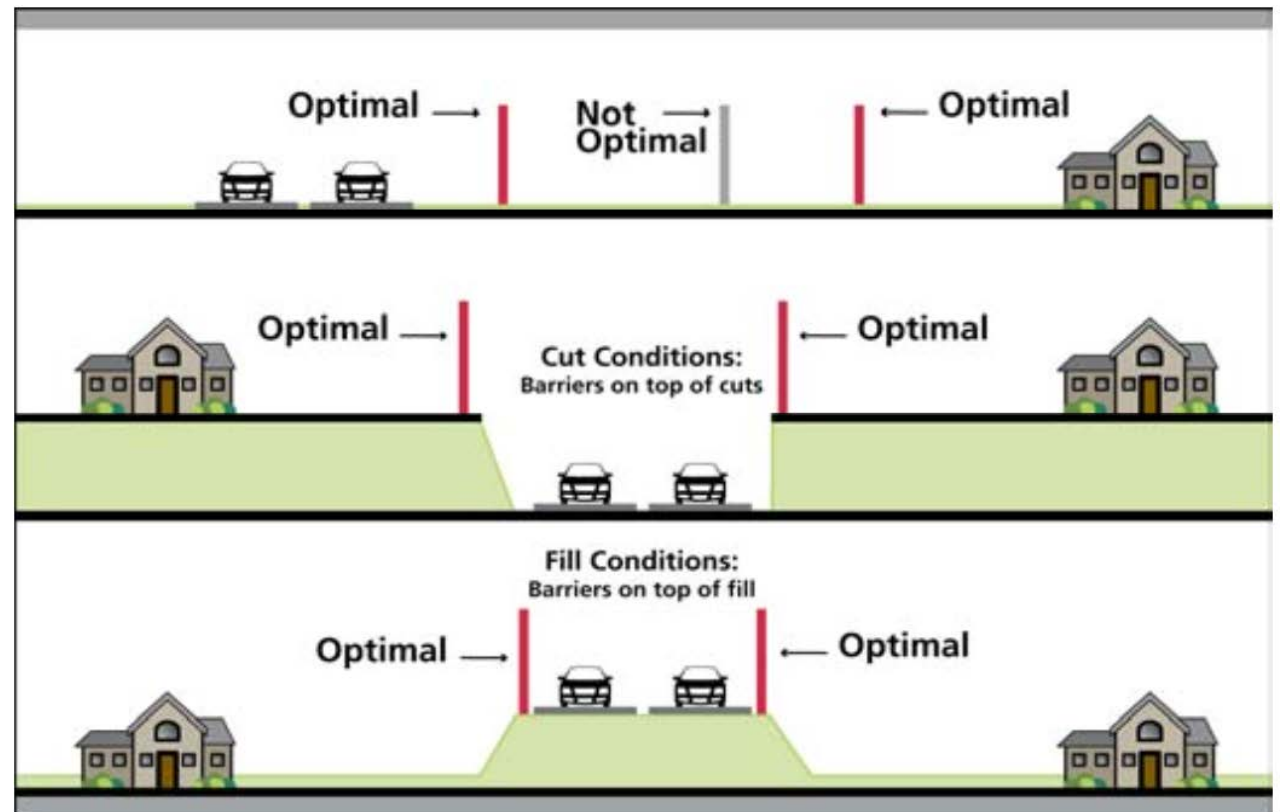 Optimal
Not
Optimal
Optimal
Optimal
Optimal
Cut Conditions:
Barriers on top of cuts
Fill Conditions:
Barriers on top of fill
Optimal
Optimal